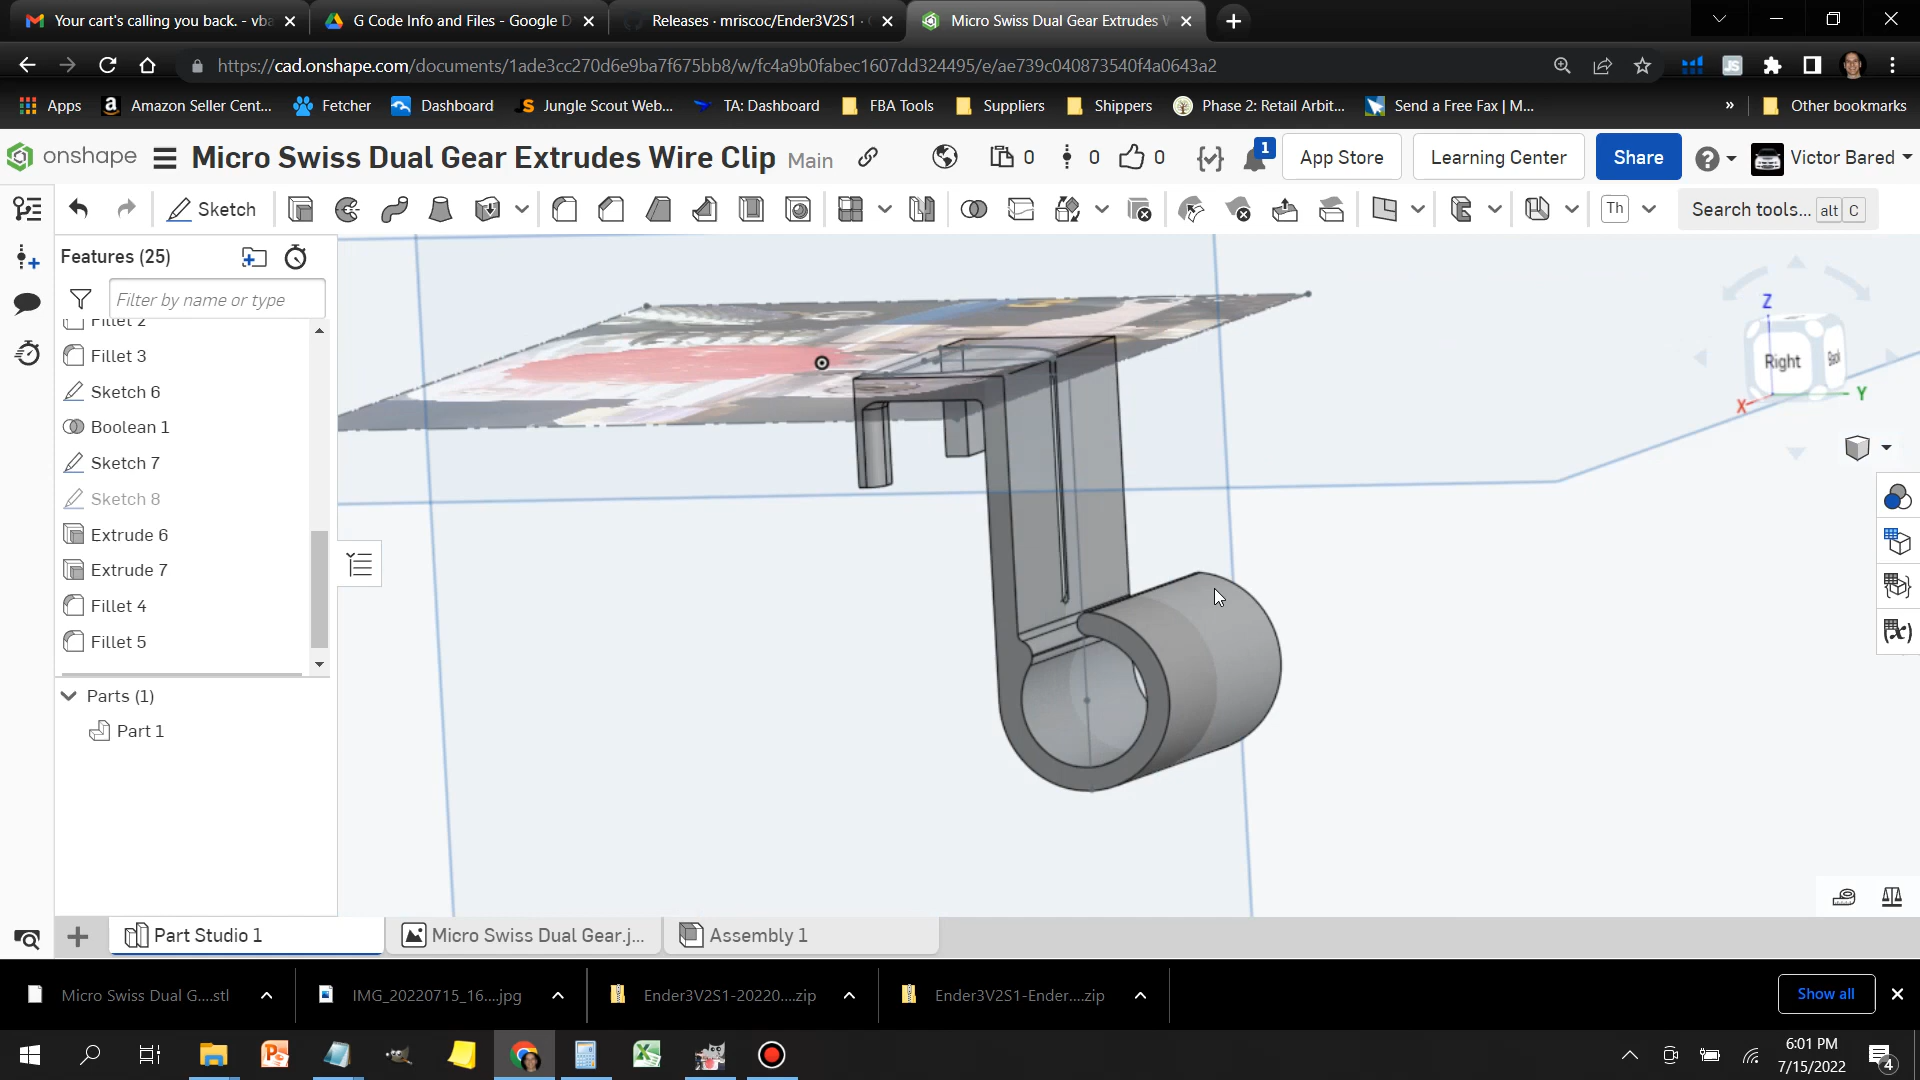 Your cart's calling you back. - vba
G Code Info and Files - Google D
Releases · mriscoc/Ender3V2S1 ·
Micro Swiss Dual Gear Extrudes W
https://cad.onshape.com/documents/1ade3cc270d6e9ba7f675bb8/w/fc4a9b0fabec1607dd324495/e/ae739c040873540f4a0643a2
Apps
Amazon Seller Cent...
Fetcher
Dashboard
Jungle Scout Web...
TA: Dashboard
FBA Tools
Suppliers
Shippers
Phase 2: Retail Arbit...
Send a Free Fax | M...
»
Other bookmarks
onshape
Micro Swiss Dual Gear Extrudes Wire Clip Main
0
0
0
1
App Store
Learning Center
Share
Victor Bared
Sketch
Th
Search tools... alt C
Features (25)
Filter by name or type
Fillet 2
Fillet 3
Sketch 6
Boolean 1
Sketch 7
Sketch 8
Extrude 6
Extrude 7
Fillet 4
Fillet 5
Parts (1)
Part 1
Z
Right
Back
X
Y
Part Studio 1
Micro Swiss Dual Gear.j...
Assembly 1
Micro Swiss Dual G....stl
IMG_20220715_16....jpg
Ender3V2S1-20220....zip
Ender3V2S1-Ender....zip
Show all
6:01 PM
7/15/2022
4